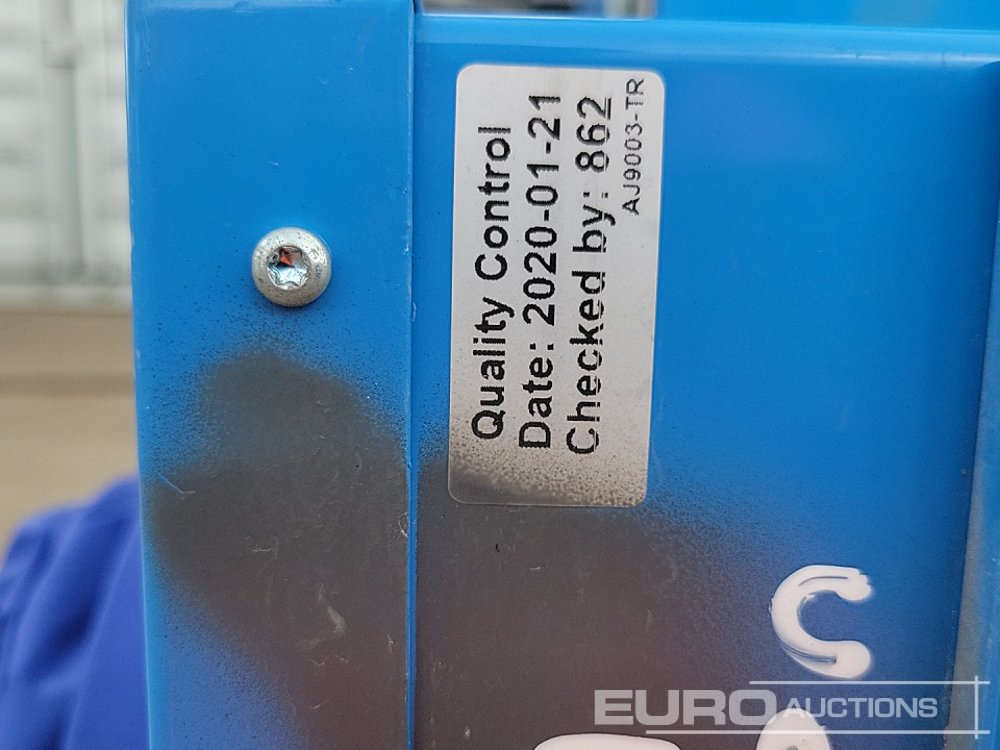 Quality Control
Date: 2020-01-21
Checked by: 862
AJ9003-TR
EURO AUCTIONS